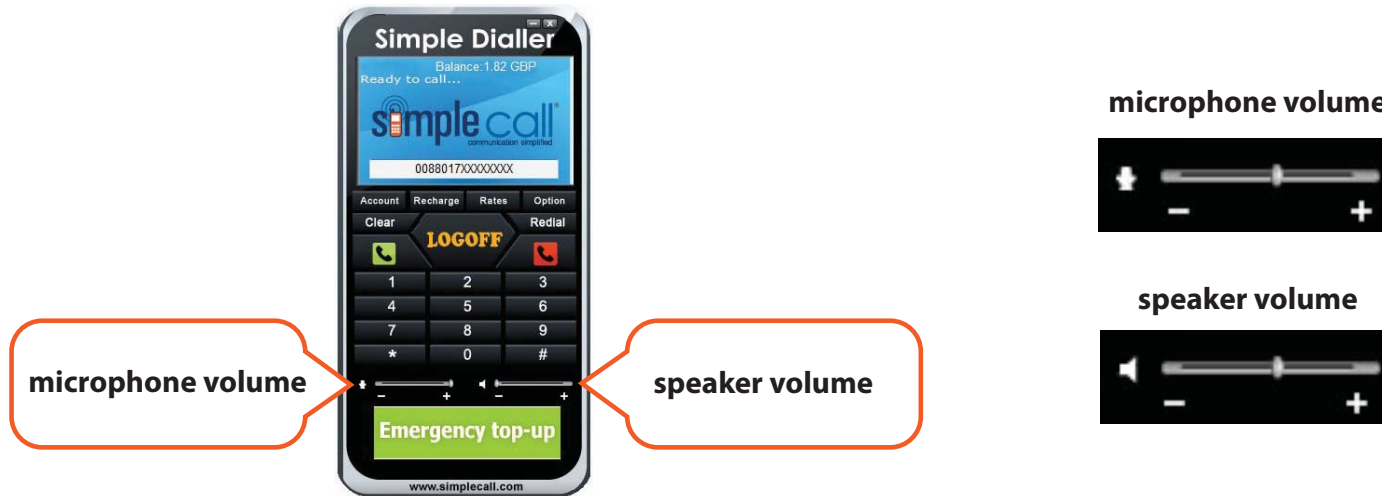 Simple Dialler
Balance:1.82 GBP
Ready to call...
simple call®
communication simplified
0088017XXXXXXXX
Account Recharge Rates Option
Clear Redial
LOGOFF
1 2 3
4 5 6
7 8 9
* 0 #
− + − +
Emergency top-up
www.simplecall.com
microphone volume
speaker volume
microphone volume
− +
speaker volume
− +